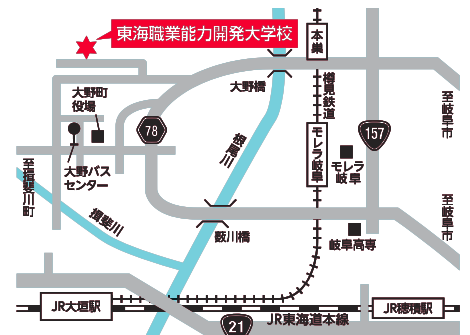 東海職業能力開発大学校
本巣
大野橋
樽見鉄道
大野町
役場
78
157
至岐阜市
根尾川
モレラ岐阜
モレラ
岐阜
大野バス
センター
至揖斐川町
揖斐川
藪川橋
岐阜高専
至岐阜市
JR大垣駅
JR東海道本線
JR穂積駅
21